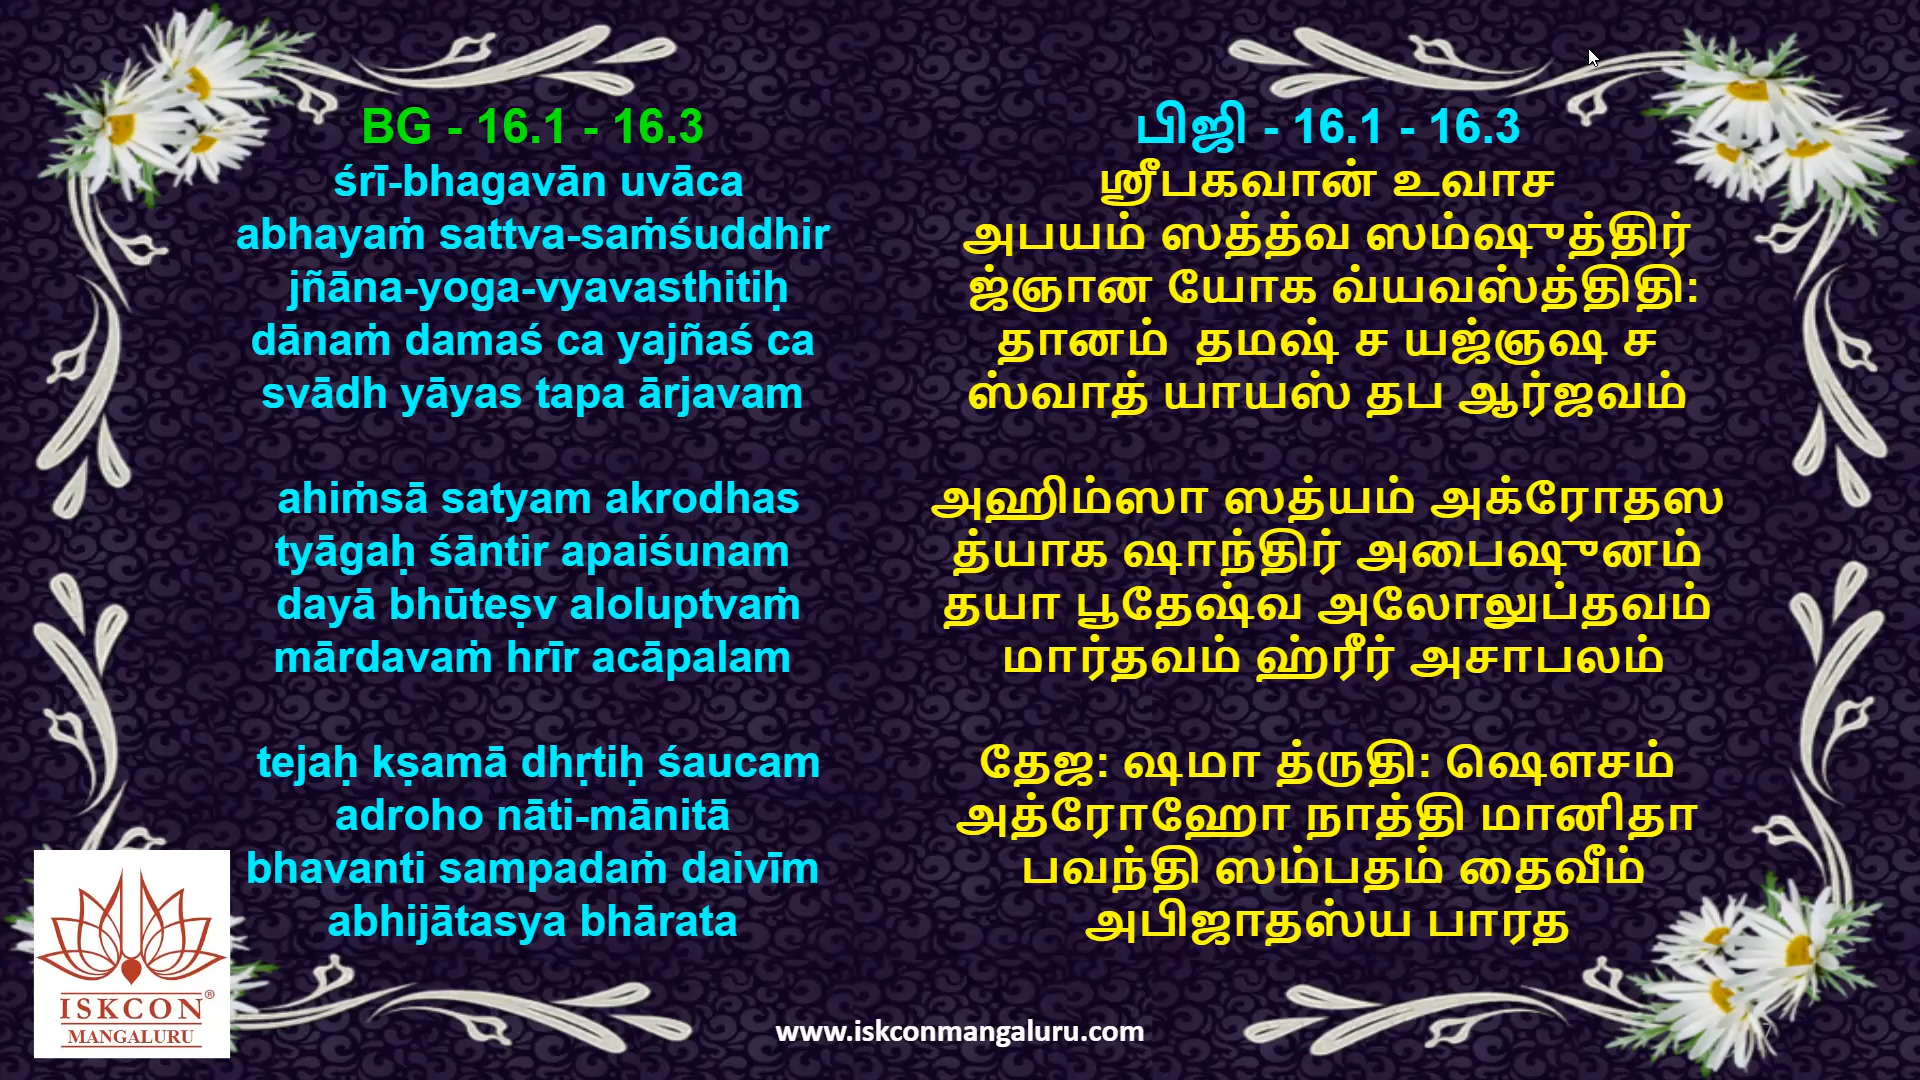 BG - 16.1 - 16.3
śrī-bhagavān uvāca
abhayaṁ sattva-saṁśuddhir
jñāna-yoga-vyavasthitiḥ
dānaṁ damaś ca yajñaś ca
svādh yāyas tapa ārjavam
ahiṁsā satyam akrodhas
tyāgaḥ śāntir apaiśunam
dayā bhūteṣv aloluptvaṁ
mārdavaṁ hrīr acāpalam
tejaḥ kṣamā dhṛtiḥ śaucam
adroho nāti-mānitā
bhavanti sampadaṁ daivīm
abhijātasya bhārata
பிஜி - 16.1 - 16.3
ஸ்ரீபகவான் உவாச
அபயம் ஸத்த்வ ஸம்ஷுத்திர்
ஜ்ஞான யோக வ்யவஸ்த்திதி:
தானம் தமஷ் ச யஜ்ஞஷ ச
ஸ்வாத் யாயஸ் தப ஆர்ஜவம்
அஹிம்ஸா ஸத்யம் அக்ரோதஸ
த்யாக ஷாந்திர் அபைஷுனம்
தயா பூதேஷ்வ அலோலுப்தவம்
மார்தவம் ஹ்ரீர் அசாபலம்
தேஜ: ஷமா த்ருதி: ஷௌசம்
அத்ரோஹோ நாத்தி மானிதா
பவந்தி ஸம்பதம் தைவீம்
அபிஜாதஸ்ய பாரத
ISKCON®
MANGALURU
www.iskconmangaluru.com